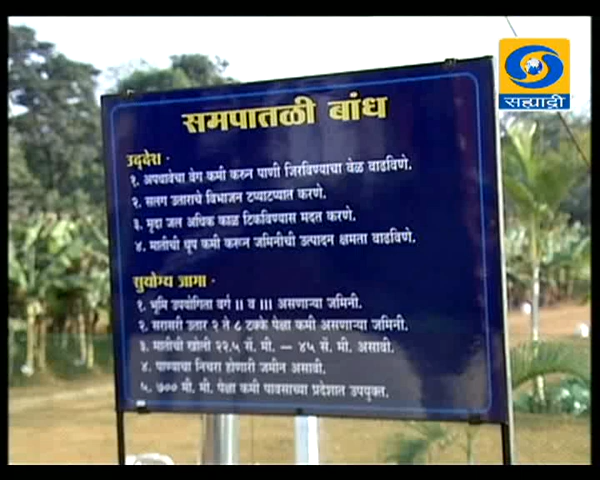 सह्याद्री
समपातळी बांध
उद्देश -
१. अपधावेचा वेग कमी करुन पाणी जिरविण्याचा वेळ वाढविणे.
२. सलग उताराचे विभाजन टप्याटप्यात करणे.
३. मृदा जल अधिक काळ टिकविण्यास मदत करणे.
४. मातीची धूप कमी करून जमिनीची उत्पादन क्षमता वाढविणे.
सुयोग्य जागा -
१. भूमि उपयोगिता वर्ग II व III असणाऱ्या जमिनी.
२. सरासरी उतार २ ते ८ टक्के पेक्षा कमी असणाऱ्या जमिनी.
३. मातीची खोली २२.५ सें. मी. — ४५ सें. मी. असावी.
४. पाण्याचा निचरा होणारी जमीन असावी.
५. ७०० मी. मी. पेक्षा कमी पावसाच्या प्रदेशात उपयुक्त.